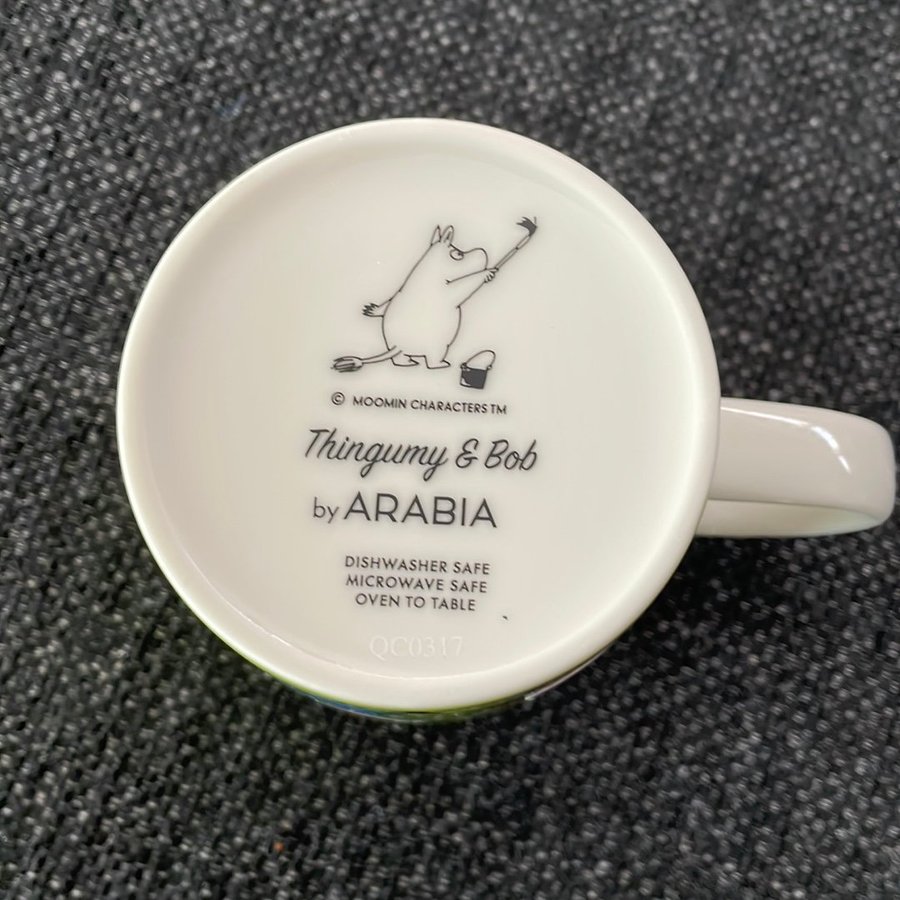 © MOOMIN CHARACTERS TM
Thingumy & Bob
by ARABIA
DISHWASHER SAFE
MICROWAVE SAFE
OVEN TO TABLE
QC0317